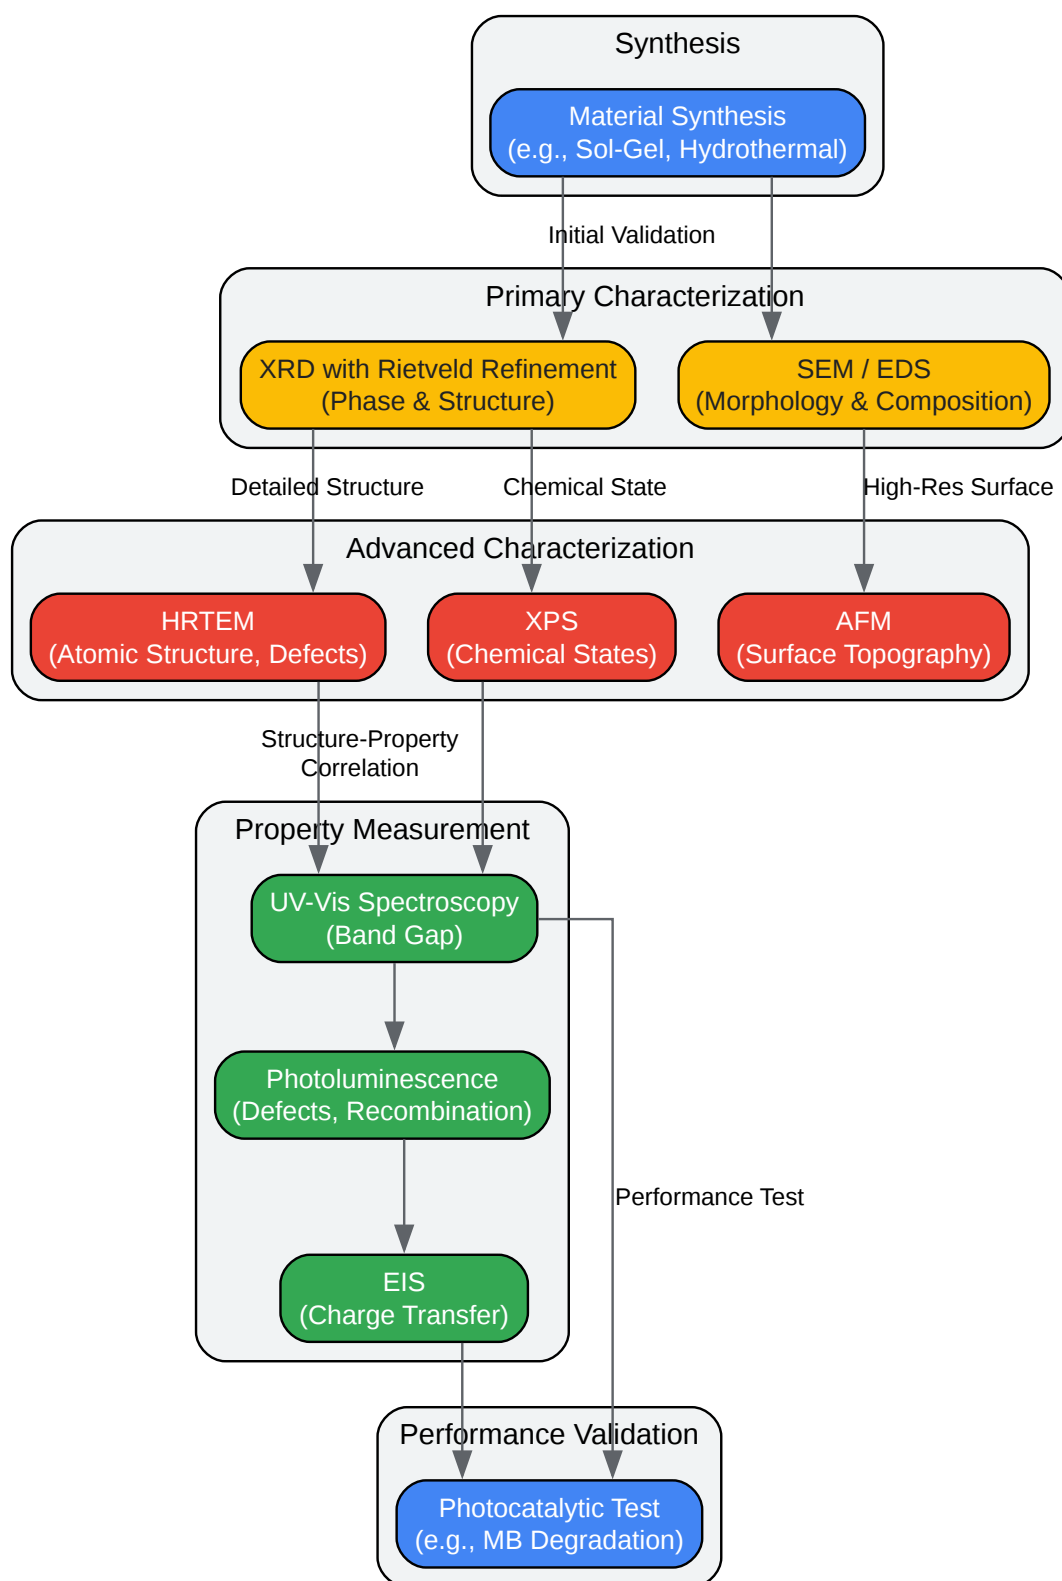 Synthesis
Material Synthesis
(e.g., Sol-Gel, Hydrothermal)
Initial Validation
Primary Characterization
XRD with Rietveld Refinement
(Phase & Structure)
SEM / EDS
(Morphology & Composition)
Detailed Structure
Chemical State
High-Res Surface
Advanced Characterization
HRTEM
(Atomic Structure, Defects)
XPS
(Chemical States)
AFM
(Surface Topography)
Structure-Property
Correlation
Property Measurement
UV-Vis Spectroscopy
(Band Gap)
Photoluminescence
(Defects, Recombination)
Performance Test
EIS
(Charge Transfer)
Performance Validation
Photocatalytic Test
(e.g., MB Degradation)